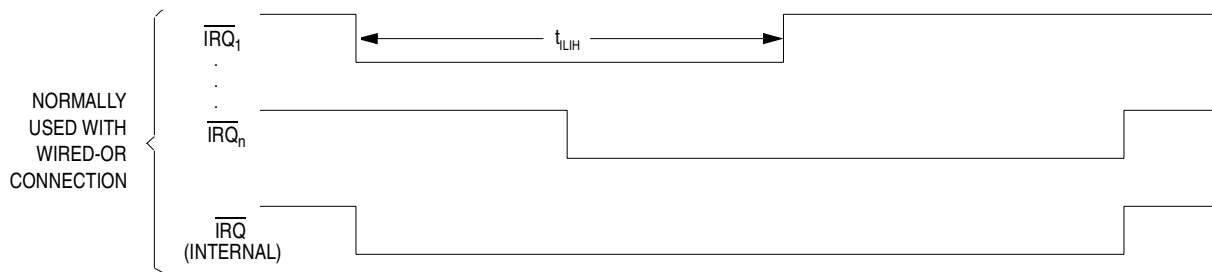 NORMALLY
USED WITH
WIRED-OR
CONNECTION
IRQ1
.
.
.
IRQn
IRQ
(INTERNAL)
tILIH